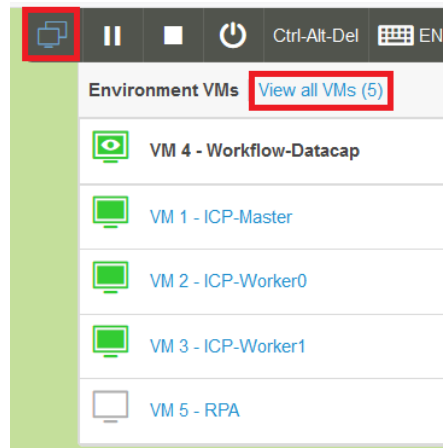 Ctrl-Alt-Del EN
Environment VMs View all VMs (5)
VM 4 - Workflow-Datacap
VM 1 - ICP-Master
VM 2 - ICP-Worker0
VM 3 - ICP-Worker1
VM 5 - RPA